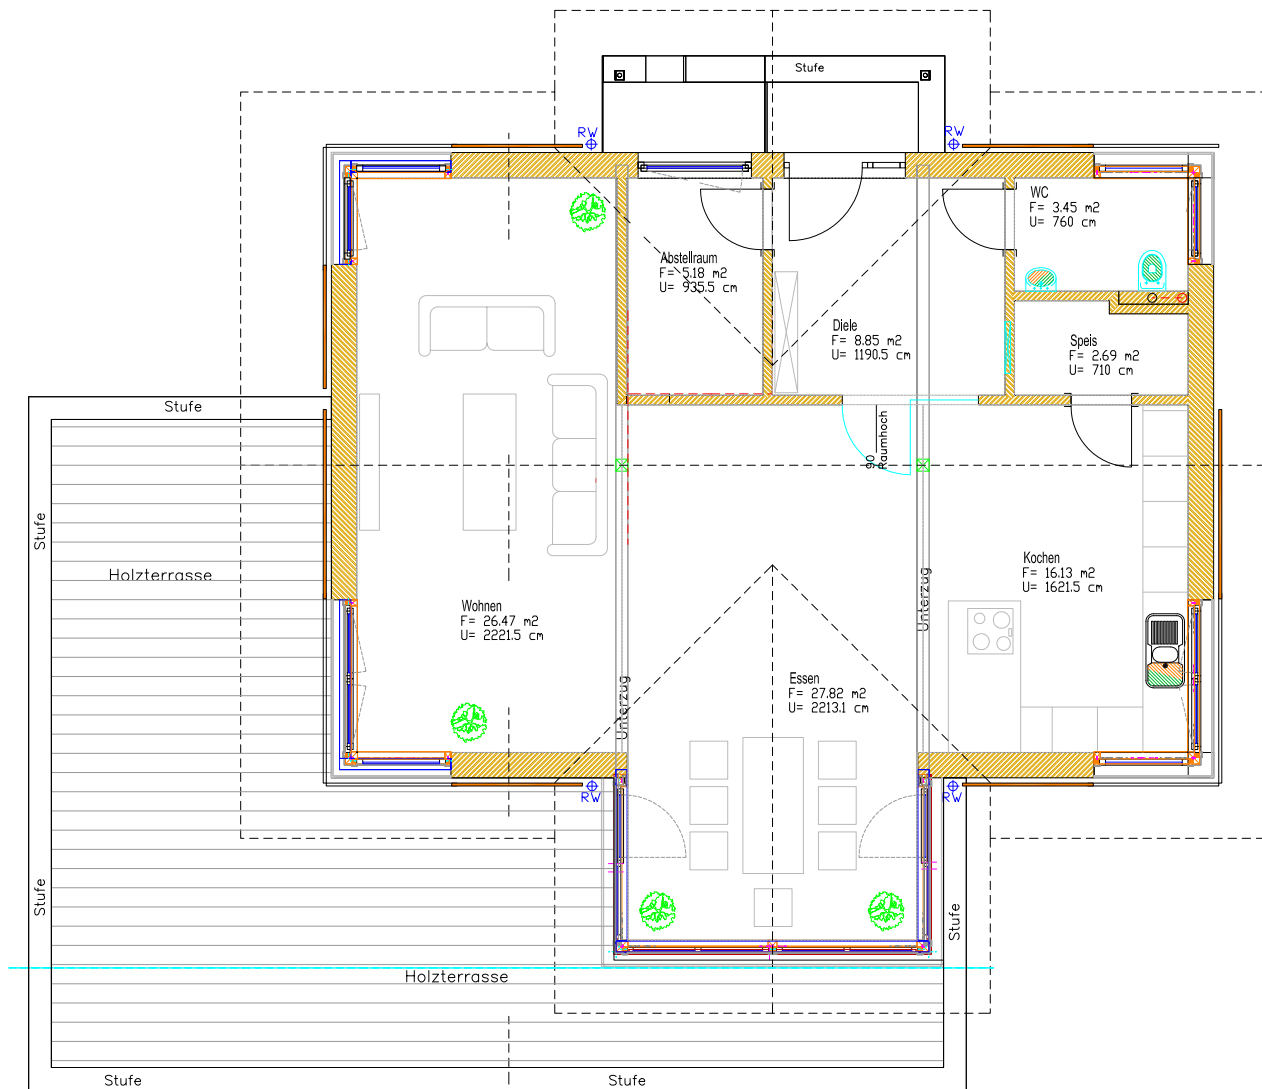 Stufe
RW
RW
WC
F= 3.45 m2
U= 760 cm
Abstellraum
F= 5.18 m2
U= 935.5 cm
Diele
F= 8.85 m2
U= 1190.5 cm
Speis
F= 2.69 m2
U= 710 cm
Stufe
90
Raumhoch
Stufe
Holzterrasse
Kochen
F= 16.13 m2
U= 1621.5 cm
Unterzug
Wohnen
F= 26.47 m2
U= 2221.5 cm
Essen
F= 27.82 m2
U= 2213.1 cm
Unterzug
RW
RW
Stufe
Stufe
Holzterrasse
Stufe
Stufe